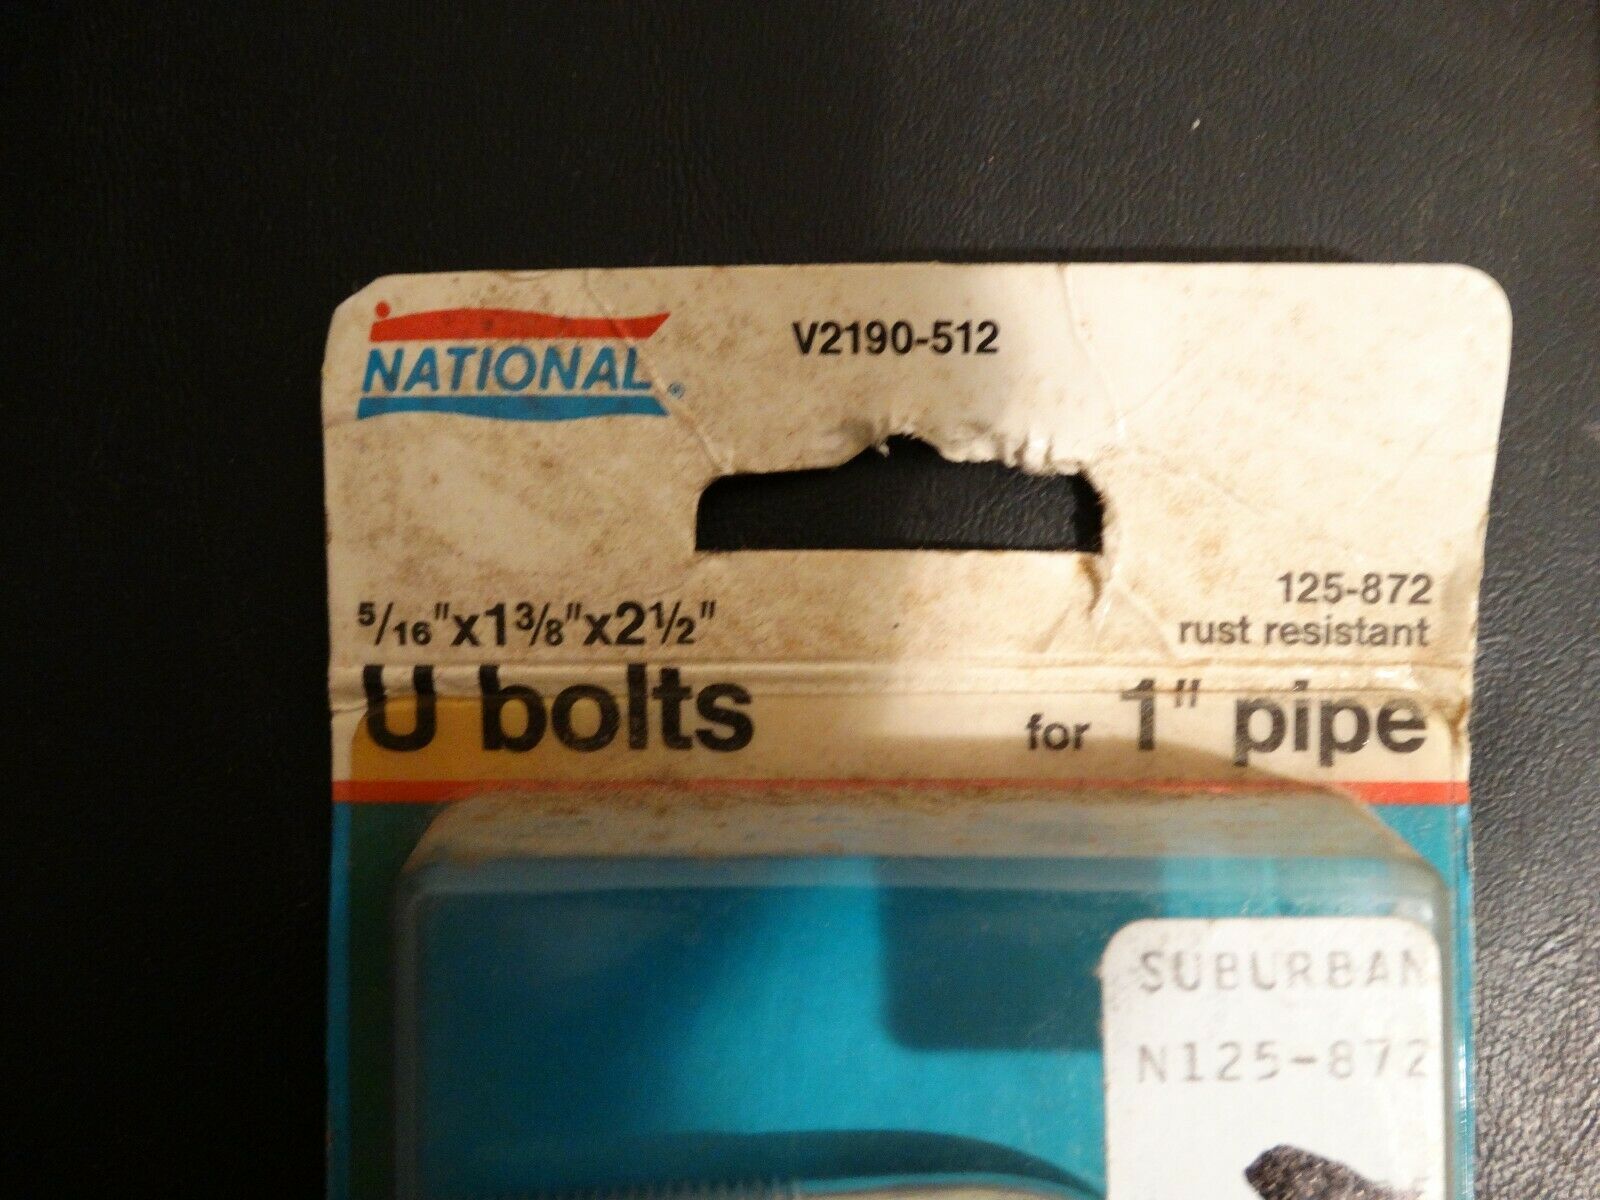 NATIONAL®
V2190-512
5/16"x1 3/8"x2 1/2"
125-872
rust resistant
U bolts
for 1" pipe
SUBURBAN
N125-872